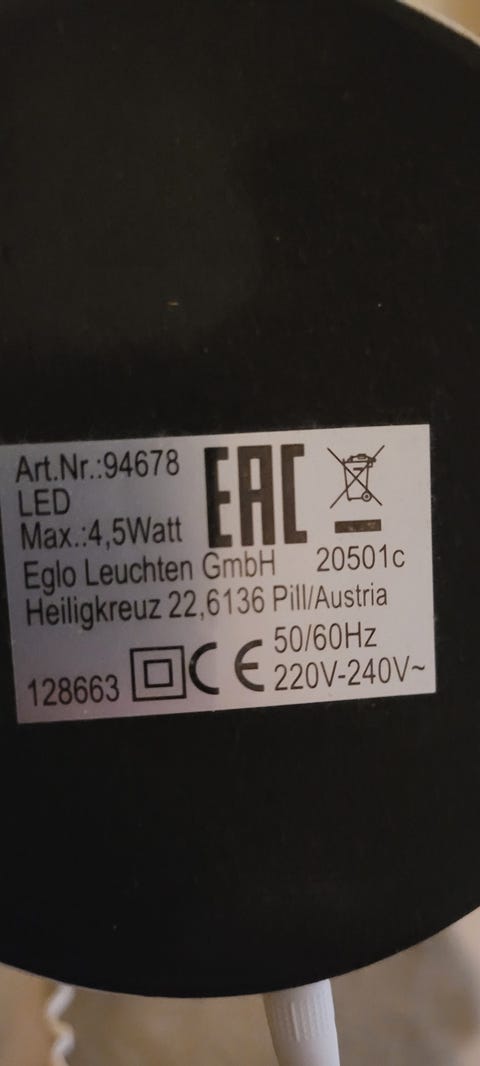 Art.Nr.:94678
LED
Max.:4,5Watt
EAC
Eglo Leuchten GmbH 20501c
Heiligkreuz 22,6136 Pill/Austria
128663 CE 50/60Hz
220V-240V~